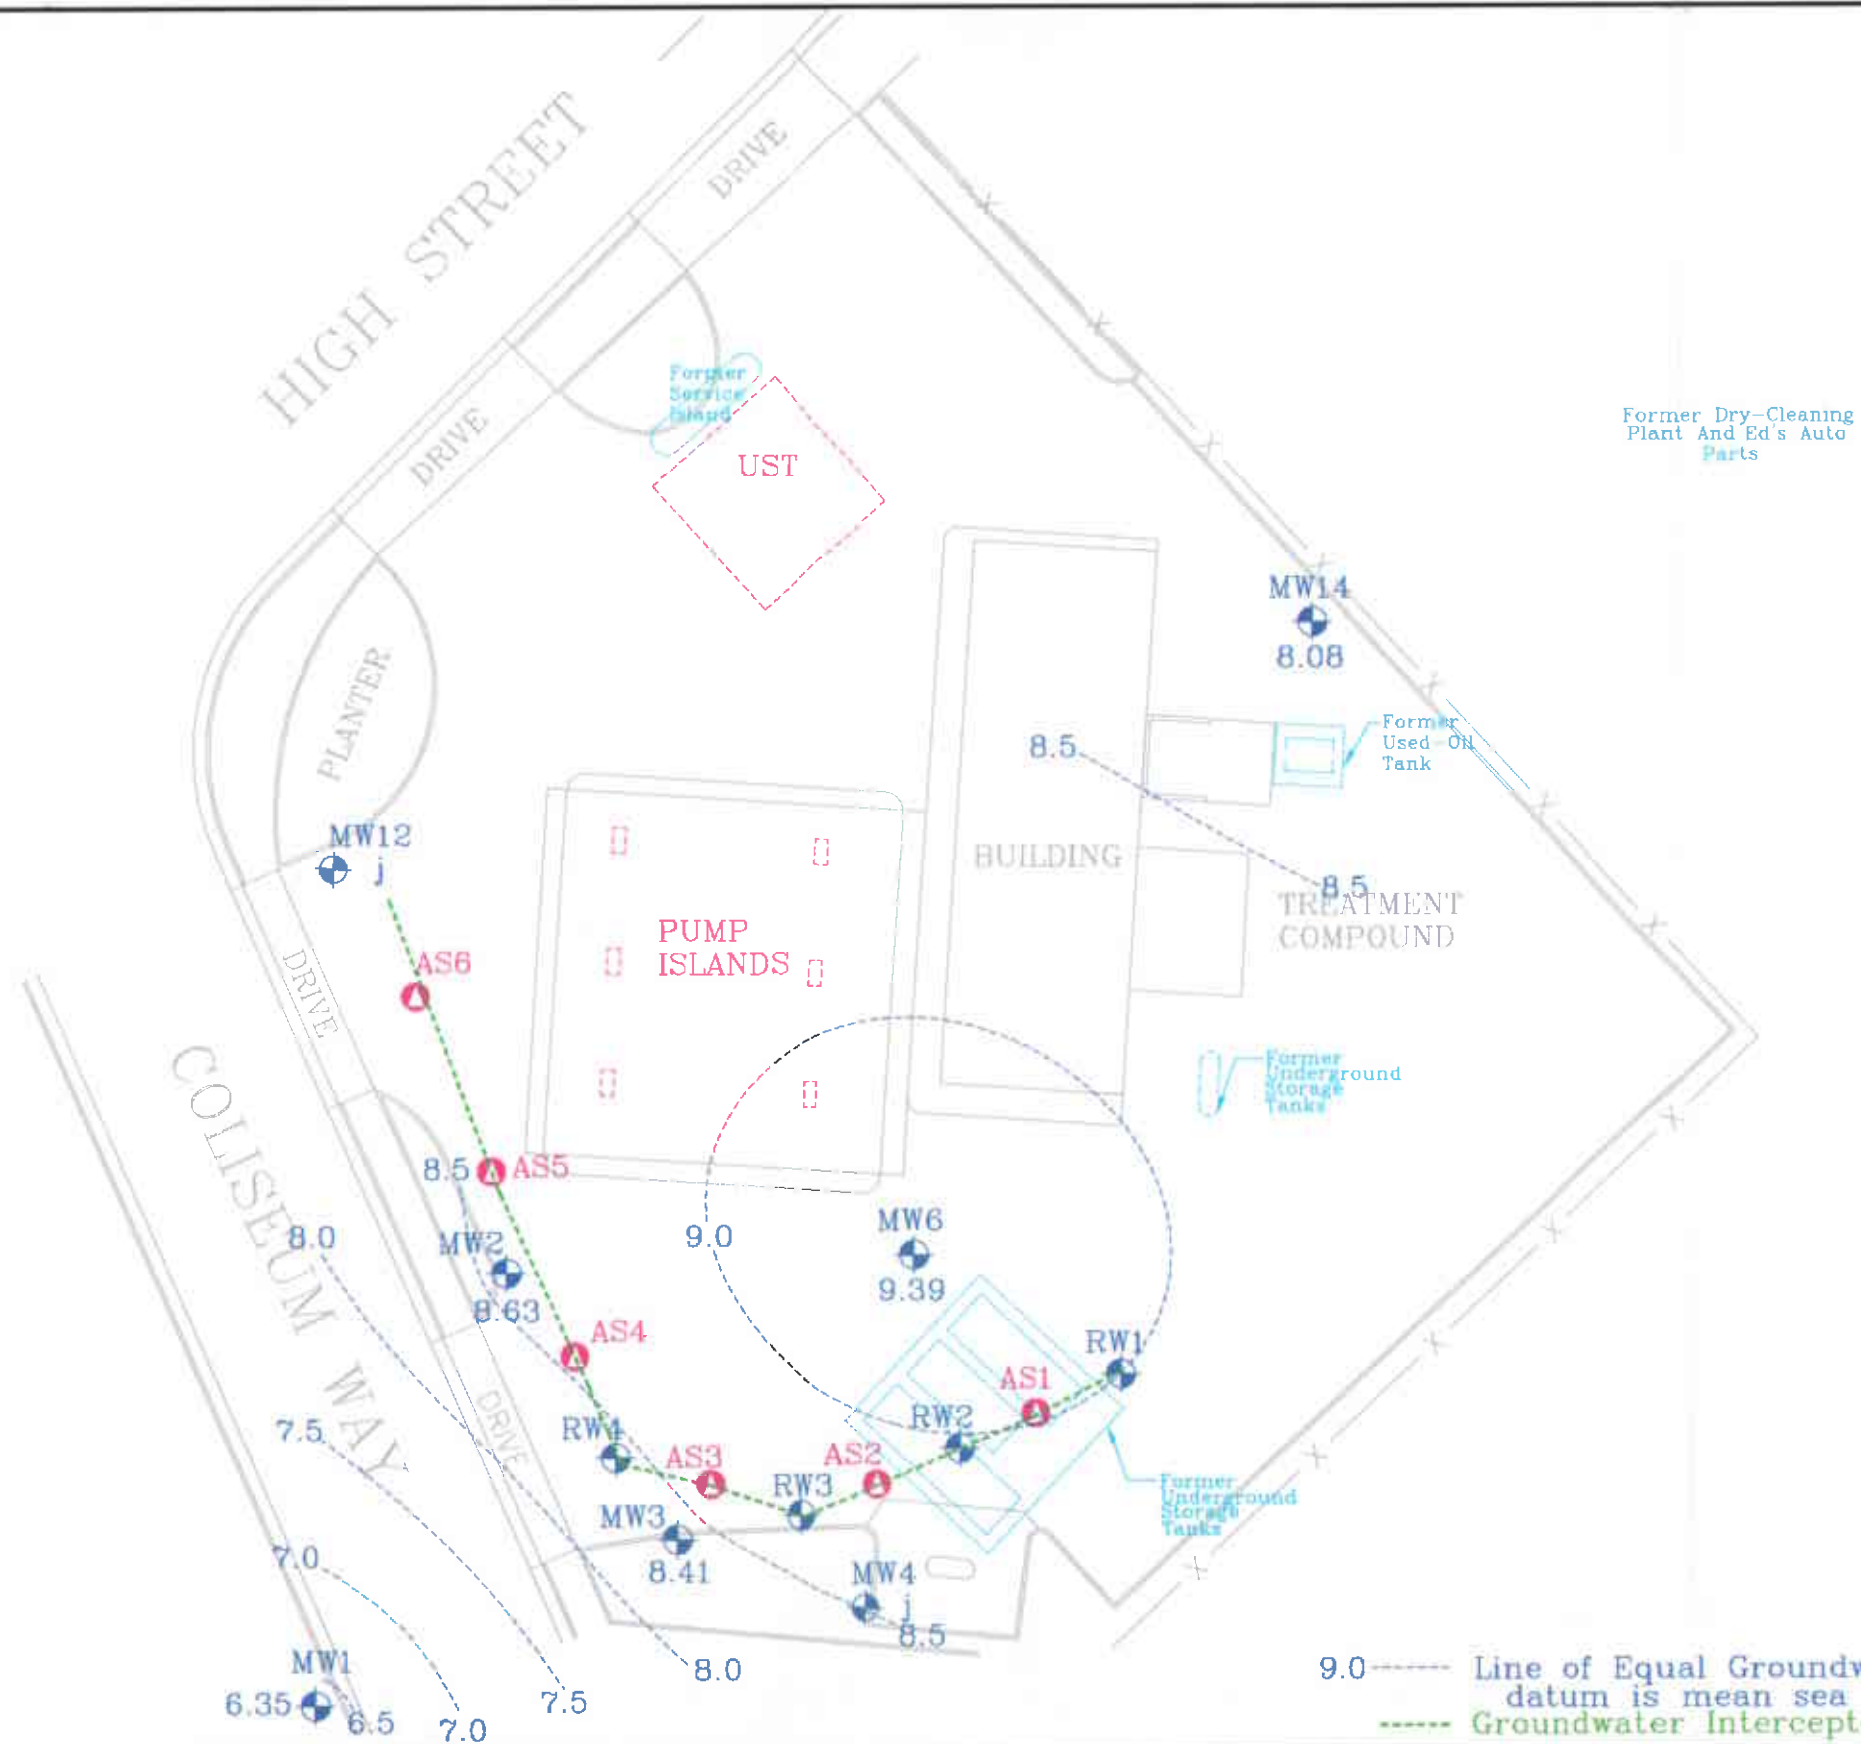 HIGH STREET
DRIVE
DRIVE
Former
Service
Island
UST
Former Dry-Cleaning
Plant And Ed's Auto
Parts
MW14
8.08
PLANTER
Former
Used-Oil
Tank
8.5
8.5
MW12
j
BUILDING
TREATMENT
COMPOUND
PUMP
ISLANDS
AS6
DRIVE
COLISEUM WAY
Former
Underground
Storage
Tanks
8.5
AS5
8.0
MW2
8.63
9.0
MW6
9.39
AS4
RW1
AS1
7.5
RW4
DRIVE
RW2
AS3
AS2
RW3
Former
Underground
Storage
Tanks
MW3
8.41
7.0
MW4
j
8.5
MW1
6.35
6.5
7.0
7.5
8.0
9.0 Line of Equal Groundw
datum is mean sea
Groundwater Intercept